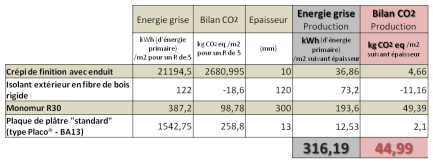 Energie grise Bilan CO2 Epaisseur Energie grise Bilan CO2
Production Production
kWh (d'énergie primaire) /m2 pour un R de 5 kg CO2 eq /m2 pour un R de 5 (mm) kWh (d'énergie primaire) /m2 suivant épaisseur kg CO2 eq /m2 suivant épaisseur
Crépi de finition avec enduit 21194,5 2680,995 10 36,86 4,66
Isolant extérieur en fibre de bois rigide 122 -18,6 120 73,2 -11,16
Monomur R30 387,2 98,78 300 193,6 49,39
Plaque de plâtre "standard" (type Placo® - BA13) 1542,75 258,8 13 12,53 2,1
316,19 44,99